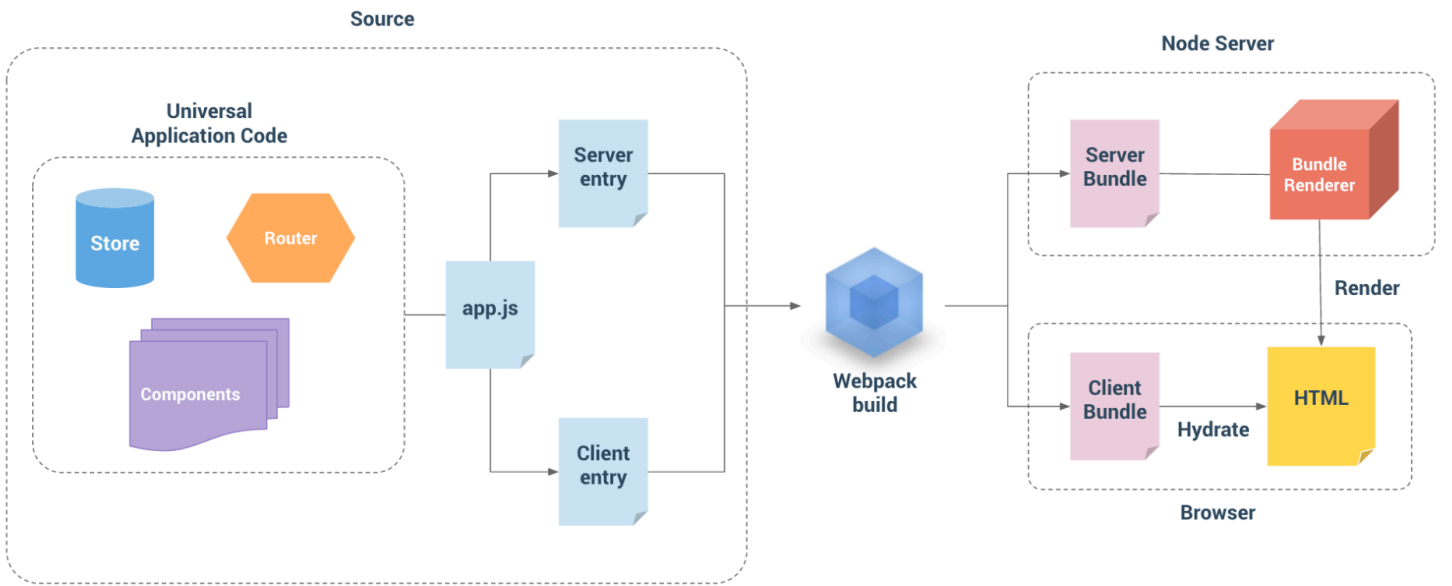 Source
Universal
Application Code
Store
Router
Components
app.js
Server
entry
Client
entry
Webpack
build
Node Server
Server
Bundle
Bundle
Renderer
Render
Client
Bundle
Hydrate
HTML
Browser